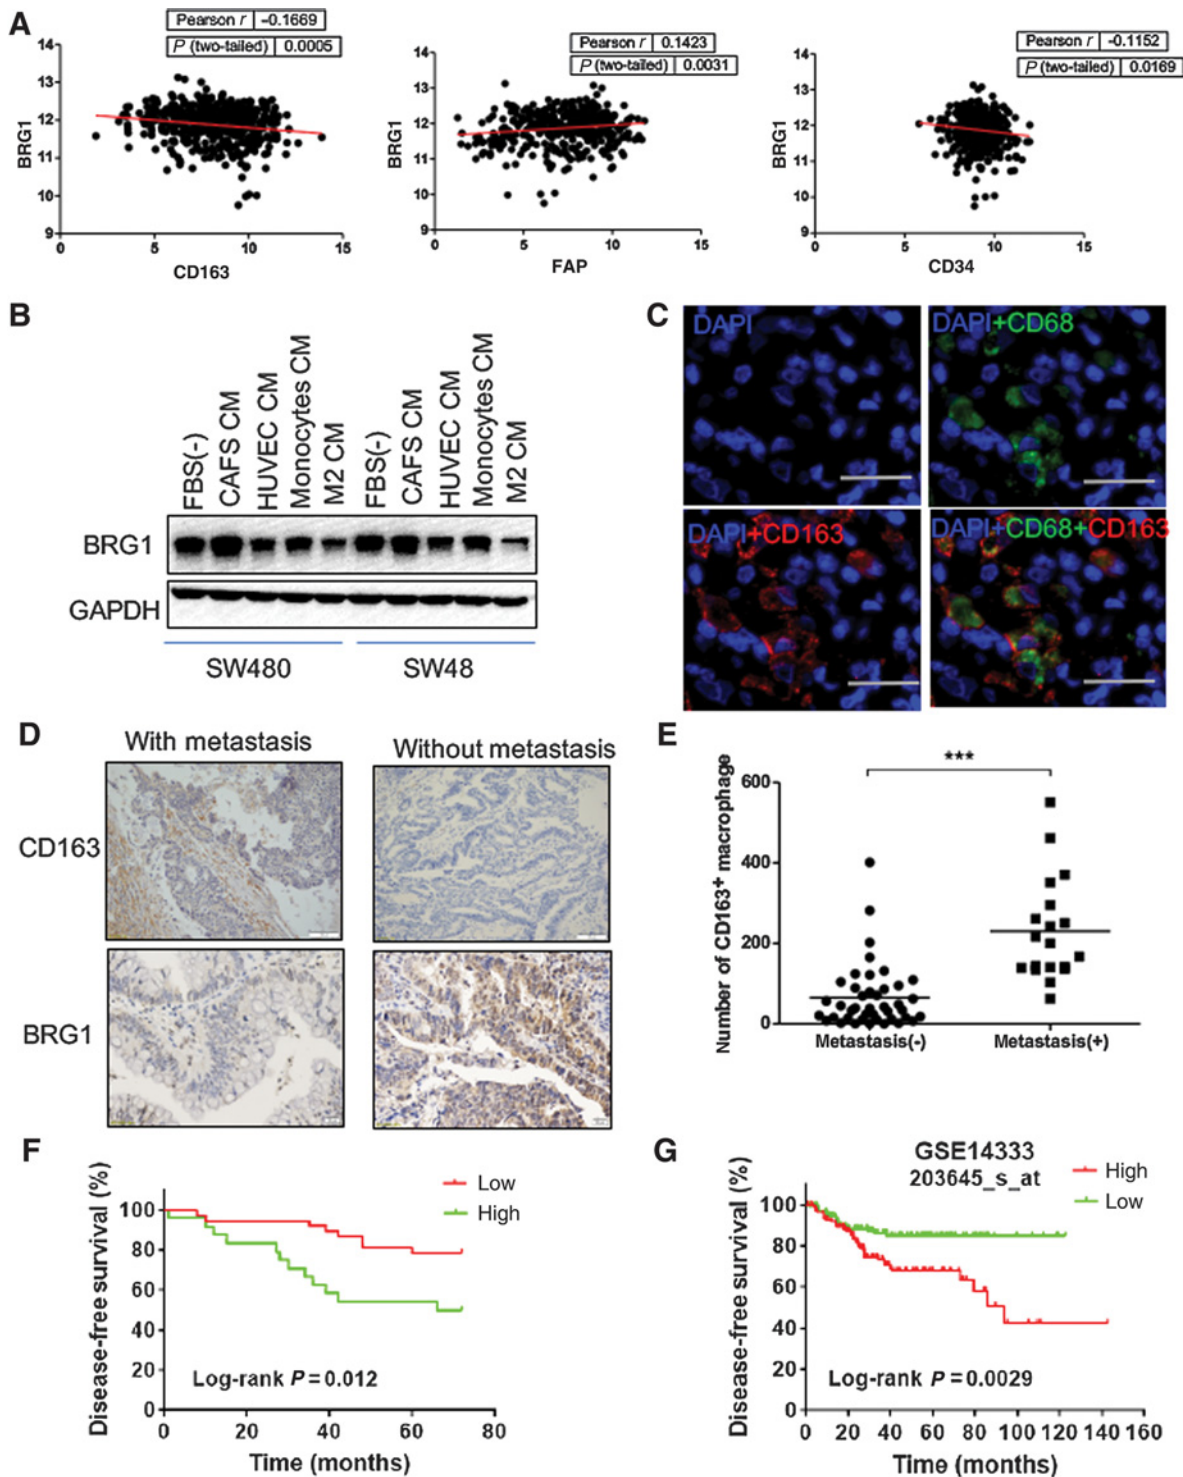 A
Pearson r -0.1669
P (two-tailed) 0.0005
BRG1
14
13
12
11
10
9
0 5 10 15
CD163
Pearson r 0.1423
P (two-tailed) 0.0031
BRG1
14
13
12
11
10
9
0 5 10 15
FAP
Pearson r -0.1152
P (two-tailed) 0.0169
BRG1
14
13
12
11
10
9
0 5 10 15
CD34
B
FBS(-)
CAFS CM
HUVEC CM
Monocytes CM
M2 CM
FBS(-)
CAFS CM
HUVEC CM
Monocytes CM
M2 CM
BRG1
GAPDH
SW480 SW48
C
DAPI
DAPI+CD68
DAPI+CD163
DAPI+CD68+CD163
D
With metastasis
Without metastasis
CD163
BRG1
E
***
Number of CD163+ macrophage
600
400
200
0
Metastasis(-) Metastasis(+)
F
Low
High
Disease-free survival (%)
100
80
60
40
20
0
Log-rank P = 0.012
0 20 40 60 80
Time (months)
G
GSE14333
203645_s_at
High
Low
Disease-free survival (%)
100
80
60
40
20
0
Log-rank P = 0.0029
0 20 40 60 80 100 120 140 160
Time (months)